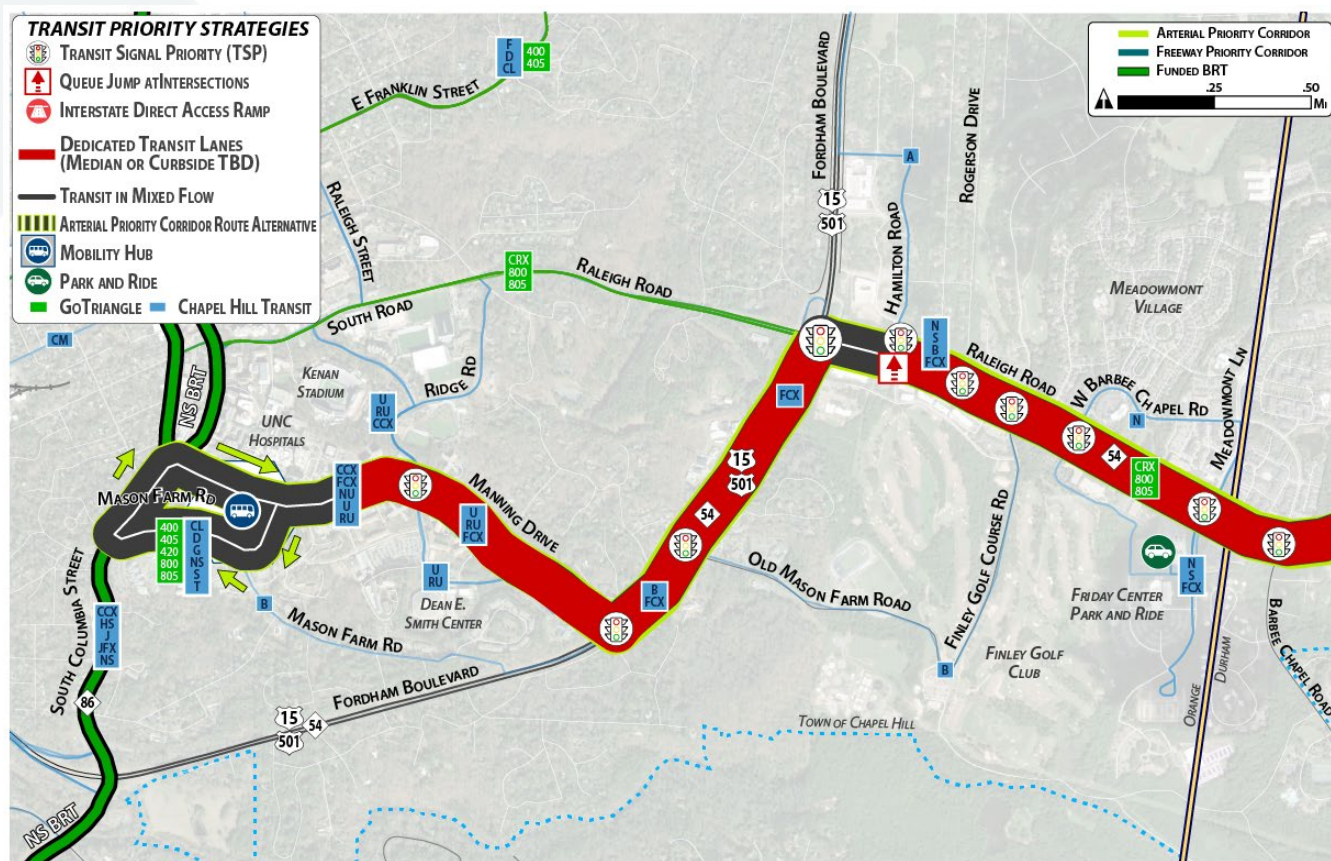 TRANSIT PRIORITY STRATEGIES
TRANSIT SIGNAL PRIORITY (TSP)
QUEUE JUMP ATINTERSECTIONS
INTERSTATE DIRECT ACCESS RAMP
DEDICATED TRANSIT LANES
(MEDIAN OR CURBSIDE TBD)
TRANSIT IN MIXED FLOW
ARTERIAL PRIORITY CORRIDOR ROUTE ALTERNATIVE
MOBILITY HUB
PARK AND RIDE
GOTRIANGLE
CHAPEL HILL TRANSIT
ARTERIAL PRIORITY CORRIDOR
FREEWAY PRIORITY CORRIDOR
FUNDED BRT
.25
.50
MI
F
D
CL
400
405
E FRANKLIN STREET
FORDHAM BOULEVARD
15
501
A
HAMILTON ROAD
ROGERSON DRIVE
RALEIGH STREET
CRX
800
805
RALEIGH ROAD
SOUTH ROAD
MEADOWMONT
VILLAGE
CM
NS BRT
KENAN
STADIUM
RIDGE RD
U
RU
CCX
UNC
HOSPITALS
N
S
B
FCX
RALEIGH ROAD
W BARBEE CHAPEL RD
N
MEADOWMONT LN
FCX
15
501
54
54
CRX
800
805
MASON FARM RD
CCX
FCX
NU
U
RU
MANNING DRIVE
U
RU
FCX
400
405
420
800
805
CL
D
G
NS
S
T
SOUTH COLUMBIA STREET
CCX
HS
J
JFX
NS
B
MASON FARM RD
U
RU
DEAN E.
SMITH CENTER
B
FCX
OLD MASON FARM ROAD
FINLEY GOLF COURSE RD
B
FINLEY GOLF
CLUB
FRIDAY CENTER
PARK AND RIDE
N
S
FCX
BARBEE CHAPEL ROAD
ORANGE
DURHAM
FORDHAM BOULEVARD
86
15
501
54
TOWN OF CHAPEL HILL
NS BRT